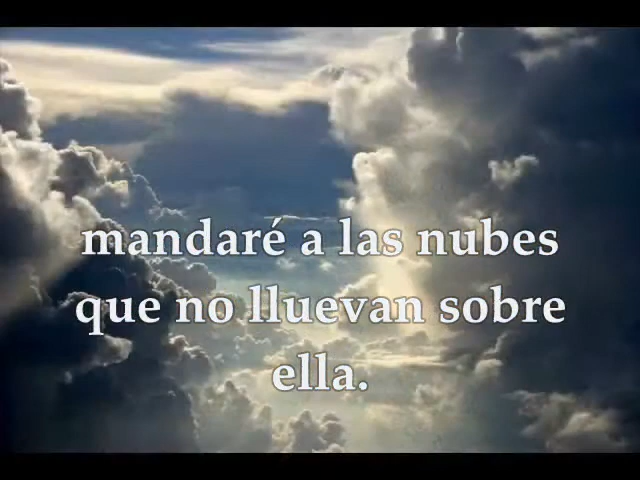 mandaré a las nubes
que no lluevan sobre
ella.